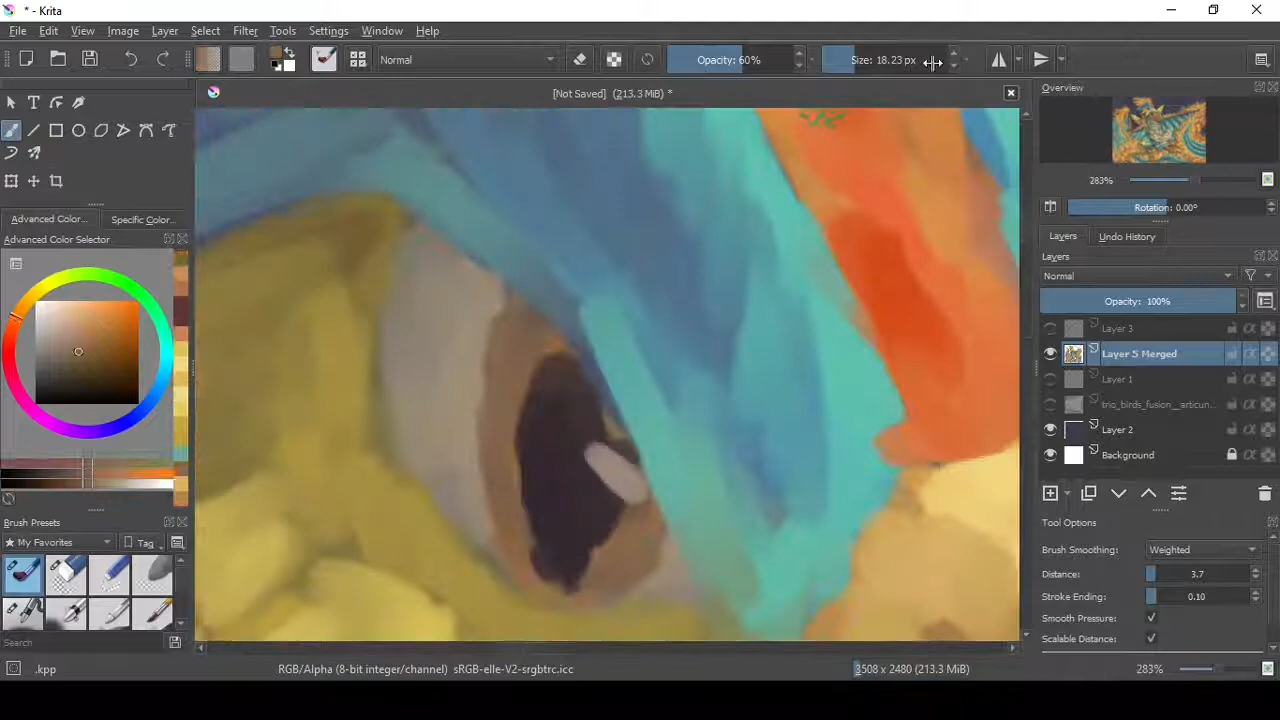 * - Krita
File Edit View Image Layer Select Filter Tools Settings Window Help
Normal Opacity: 60% Size: 18.23 px
[Not Saved] (213.3 MiB) *
Overview
283%
Rotation: 0.00°
Advanced Color... Specific Color...
Layers Undo History
Advanced Color Selector
Layers
Normal
Opacity: 100%
Layer 3
Layer 5 Merged
Layer 1
trio_birds_fusion__articun...
Layer 2
Background
Brush Presets
My Favorites Tag
Tool Options
Brush Smoothing: Weighted
Distance: 3.7
Stroke Ending: 0.10
Smooth Pressure:
Scalable Distance:
Search
.kpp RGB/Alpha (8-bit integer/channel) sRGB-elle-V2-srgbtrc.icc 3508 x 2480 (213.3 MiB) 283%